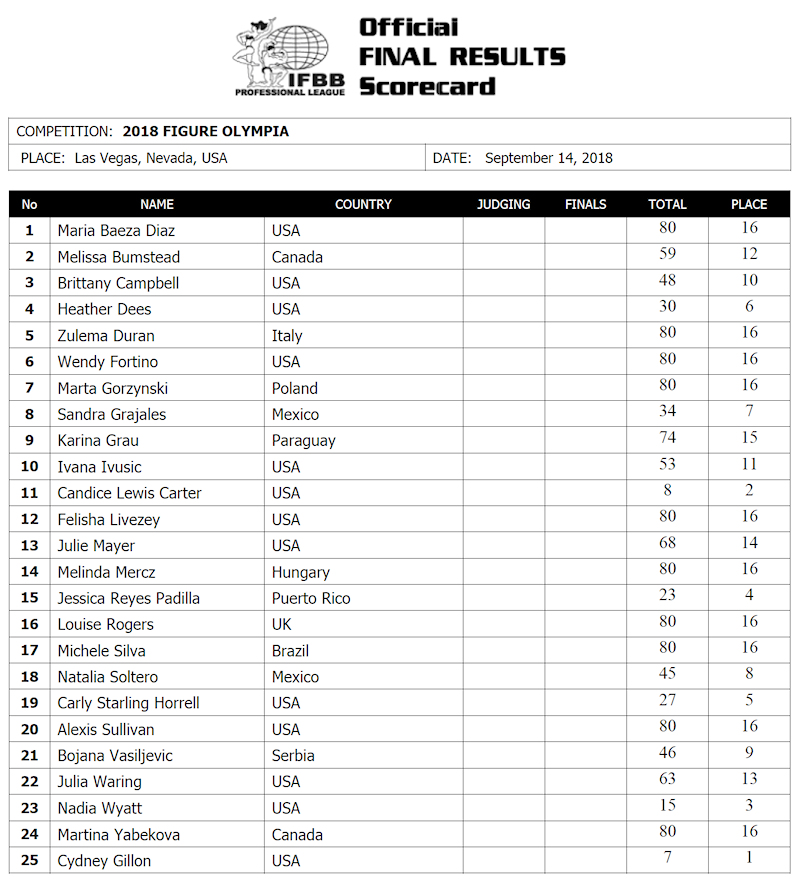 Official
FINAL RESULTS
Scorecard
IFBB
PROFESSIONAL LEAGUE
COMPETITION: 2018 FIGURE OLYMPIA
PLACE: Las Vegas, Nevada, USA DATE: September 14, 2018
No NAME COUNTRY JUDGING FINALS TOTAL PLACE
1 Maria Baeza Diaz USA 80 16
2 Melissa Bumstead Canada 59 12
3 Brittany Campbell USA 48 10
4 Heather Dees USA 30 6
5 Zulema Duran Italy 80 16
6 Wendy Fortino USA 80 16
7 Marta Gorzynski Poland 80 16
8 Sandra Grajales Mexico 34 7
9 Karina Grau Paraguay 74 15
10 Ivana Ivusic USA 53 11
11 Candice Lewis Carter USA 8 2
12 Felisha Livezey USA 80 16
13 Julie Mayer USA 68 14
14 Melinda Mercz Hungary 80 16
15 Jessica Reyes Padilla Puerto Rico 23 4
16 Louise Rogers UK 80 16
17 Michele Silva Brazil 80 16
18 Natalia Soltero Mexico 45 8
19 Carly Starling Horrell USA 27 5
20 Alexis Sullivan USA 80 16
21 Bojana Vasiljevic Serbia 46 9
22 Julia Waring USA 63 13
23 Nadia Wyatt USA 15 3
24 Martina Yabekova Canada 80 16
25 Cydney Gillon USA 7 1